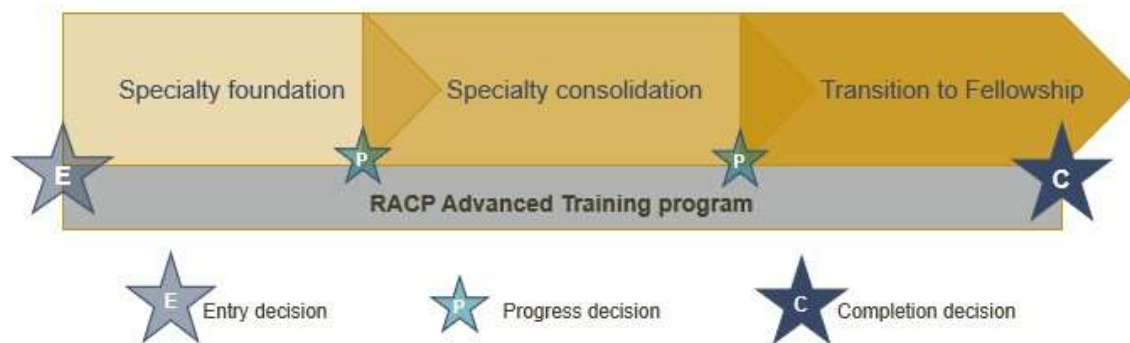 Specialty foundation
Specialty consolidation
Transition to Fellowship
E
P
P
C
RACP Advanced Training program
E
Entry decision
P
Progress decision
C
Completion decision